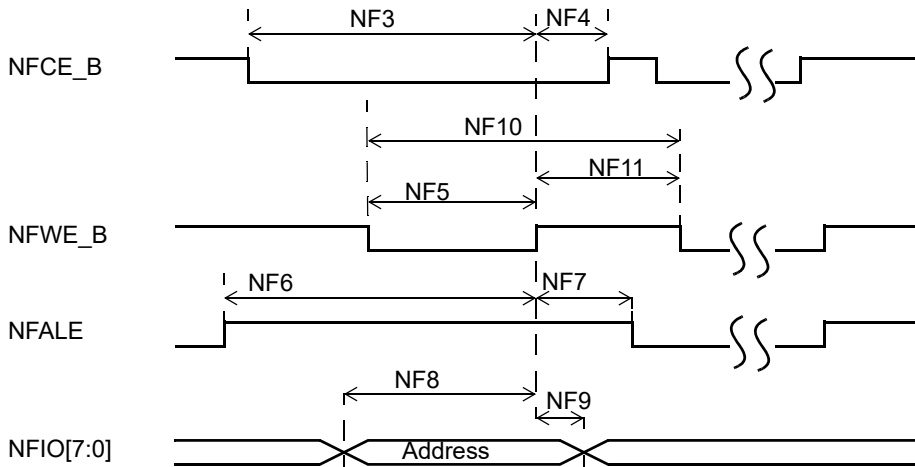 NF3
NF4
NFCE_B
NF10
NF11
NF5
NFWE_B
NF6
NF7
NFALE
NF8
NF9
NFIO[7:0]
Address